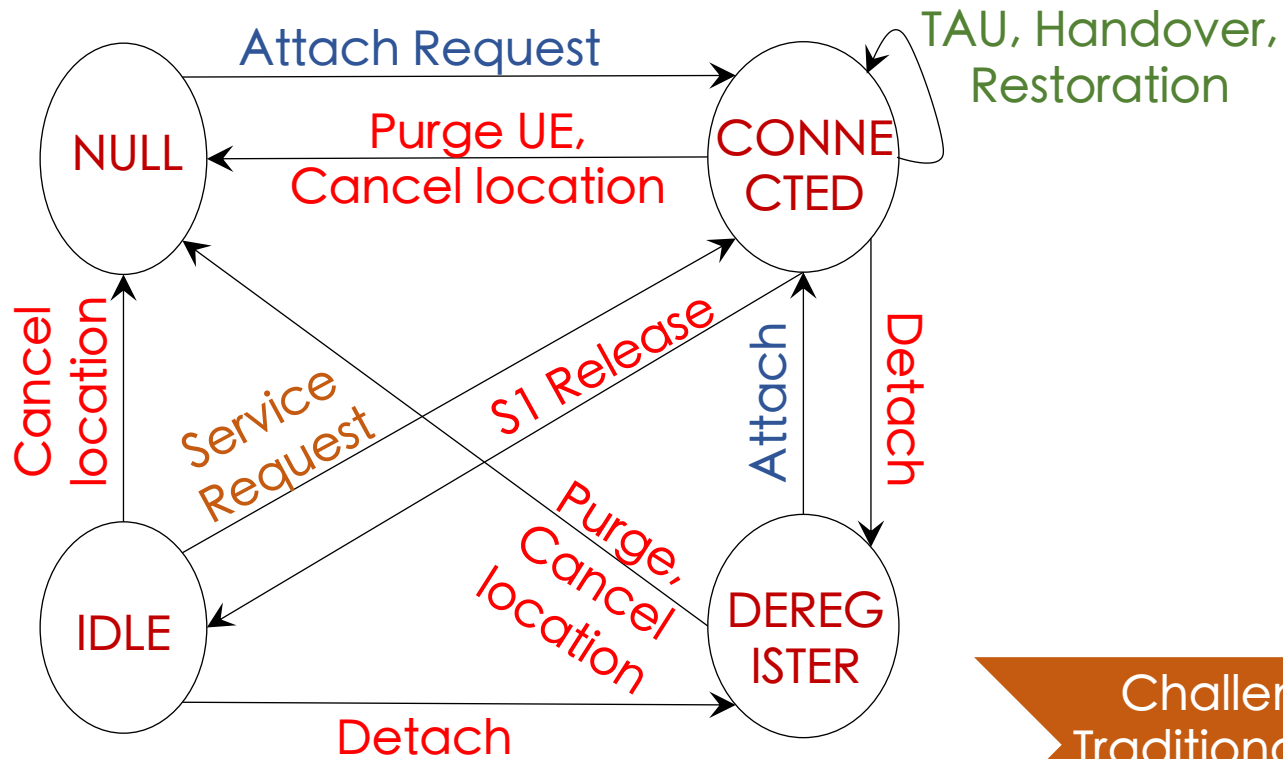 Attach Request
TAU, Handover,
Restoration
NULL
Purge UE,
Cancel location
CONNE
CTED
Cancel
location
Service
Request
S1 Release
Attach
Detach
Purge,
Cancel
location
IDLE
DEREG
ISTER
Detach